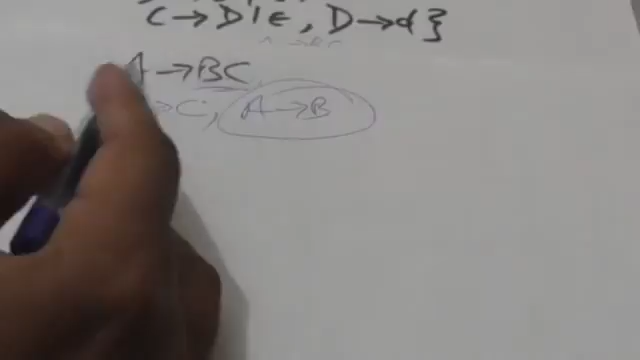 C → D | ϵ , D → d }
A → BC
→ C, A → B